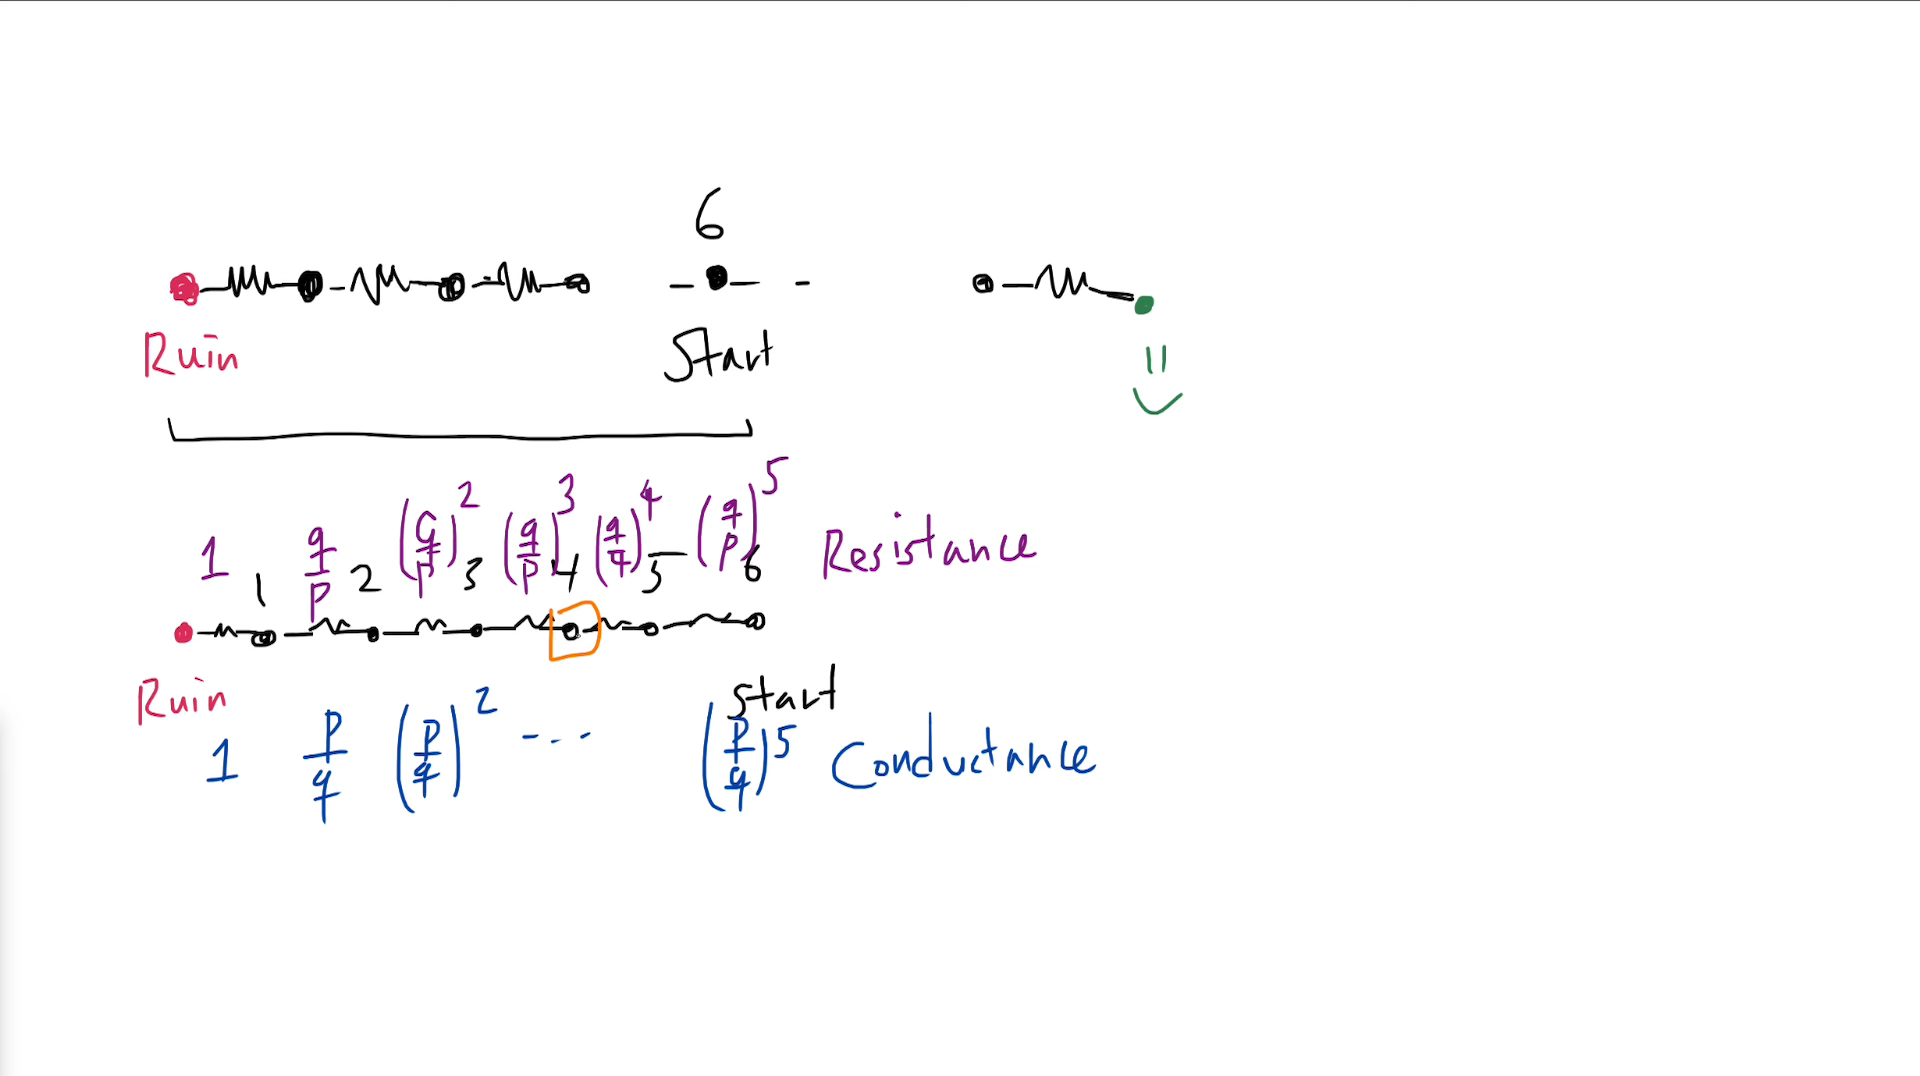 6
Ruin Start
1 q/p (q/p)^2 (q/p)^3 (q/q)^4 (q/p)^5 Resistance
1 2 3 4 5 6
Ruin start
1 p/q (p/q)^2 --- (p/q)^5 Conductance